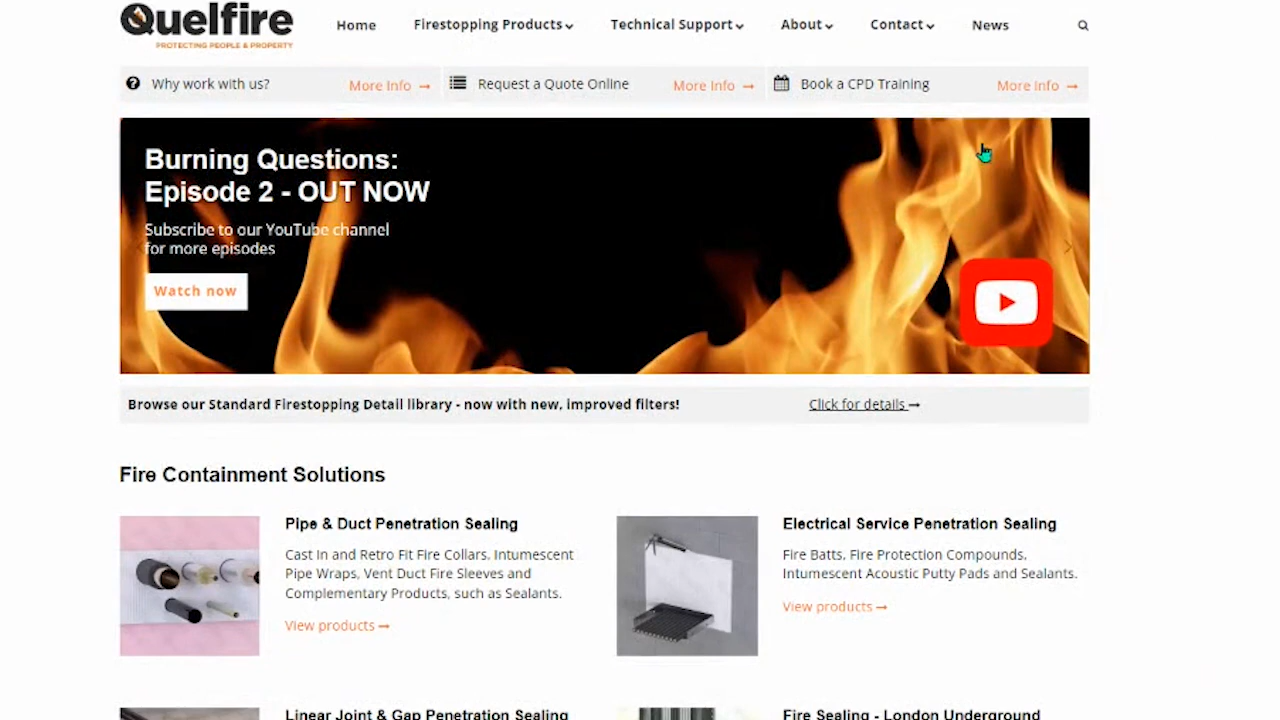 Quelfire
PROTECTING PEOPLE & PROPERTY
Home
Firestopping Products
Technical Support
About
Contact
News
Why work with us?
More Info →
Request a Quote Online
More Info →
Book a CPD Training
More Info →
Burning Questions:
Episode 2 - OUT NOW
Subscribe to our YouTube channel
for more episodes
Watch now
Browse our Standard Firestopping Detail library - now with new, improved filters!
Click for details →
Fire Containment Solutions
Pipe & Duct Penetration Sealing
Cast In and Retro Fit Fire Collars, Intumescent
Pipe Wraps, Vent Duct Fire Sleeves and
Complementary Products, such as Sealants.
View products →
Electrical Service Penetration Sealing
Fire Batts, Fire Protection Compounds,
Intumescent Acoustic Putty Pads and Sealants.
View products →
Linear Joint & Gap Penetration Sealing
Fire Sealing - London Underground